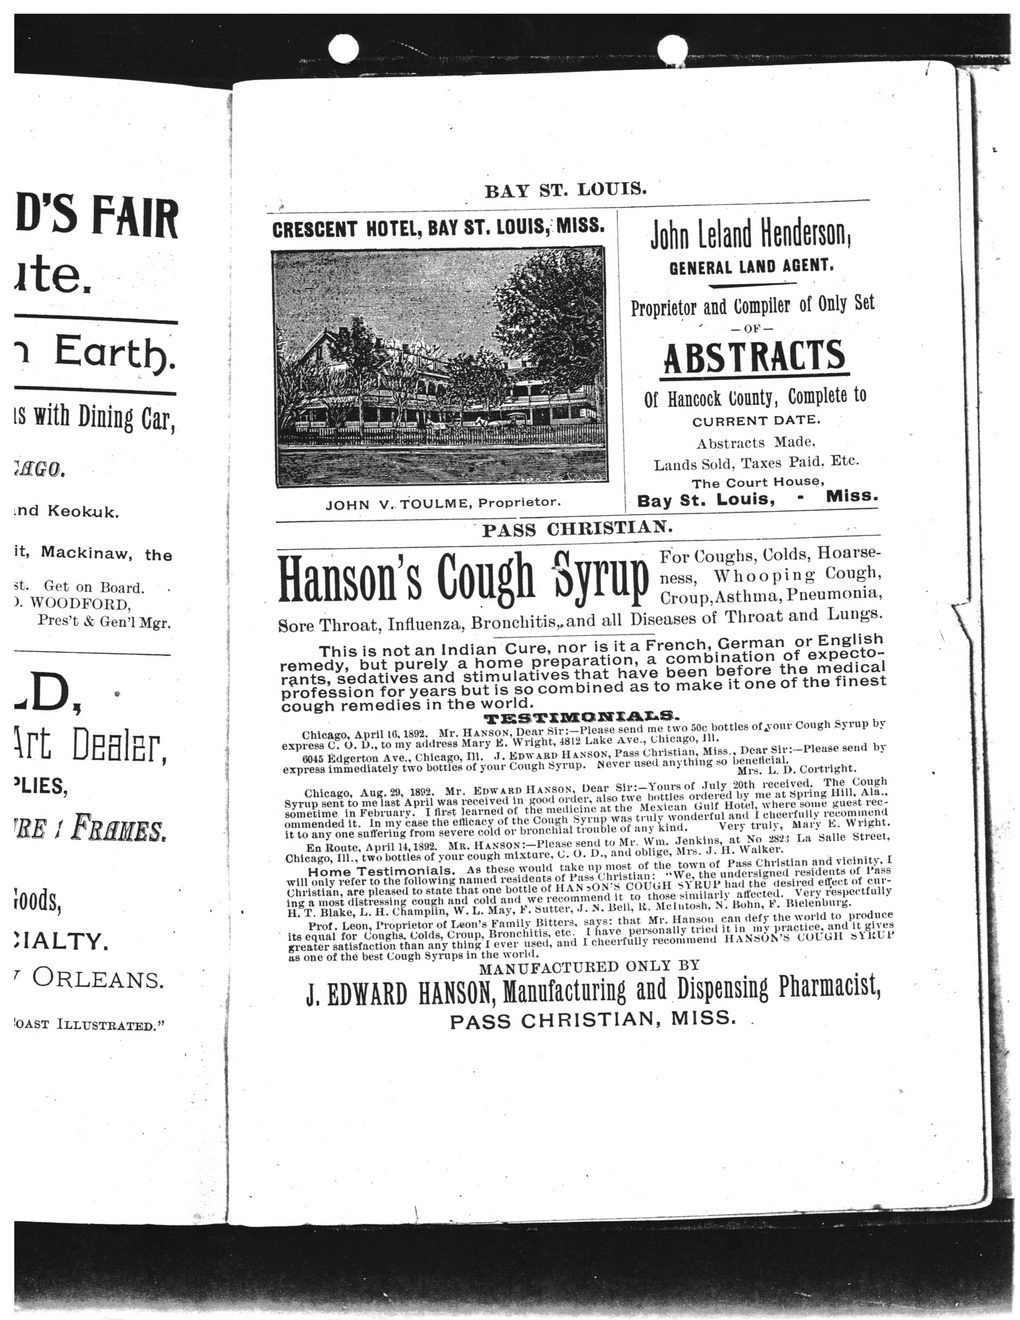 D'S FAIR
ute.
n Earth.
ns with Dining Car,
CAGO.
and Keokuk.
it, Mackinaw, the
st. Get on Board.
D. WOODFORD,
Pres't & Gen'l Mgr.
LD,
Art Dealer,
PLIES,
RE / FRAMES.
Goods,
CIALTY.
ORLEANS.
COAST ILLUSTRATED."
BAY ST. LOUIS.
CRESCENT HOTEL, BAY ST. LOUIS, MISS.
JOHN V. TOULME, Proprietor.
John Leland Henderson,
GENERAL LAND AGENT.
Proprietor and Compiler of Only Set
—OF—
ABSTRACTS
Of Hancock County, Complete to
CURRENT DATE.
Abstracts Made,
Lands Sold, Taxes Paid, Etc.
The Court House,
Bay St. Louis, - Miss.
PASS CHRISTIAN.
Hanson's Cough Syrup
For Coughs, Colds, Hoarse-
ness, Whooping Cough,
Croup, Asthma, Pneumonia,
Sore Throat, Influenza, Bronchitis, and all Diseases of Throat and Lungs.
This is not an Indian Cure, nor is it a French, German or English
remedy, but purely a home preparation, a combination of expecto-
rants, sedatives and stimulatives that have been before the medical
profession for years but is so combined as to make it one of the finest
cough remedies in the world.
TESTIMONIALS.
Chicago, April 16, 1892. Mr. HANSON, Dear Sir:—Please send me two 50c bottles of your Cough Syrup by
express C. O. D., to my address Mary E. Wright, 4812 Lake Ave., Chicago, Ill.
6045 Edgerton Ave., Chicago, Ill. J. EDWARD HANSON, Pass Christian, Miss., Dear Sir:—Please send by
express immediately two bottles of your Cough Syrup. Never used anything so beneficial.
Mrs. L. D. Cortright.
Chicago, Aug. 29, 1892. Mr. EDWARD HANSON, Dear Sir:—Yours of July 20th received. The Cough
Syrup sent to me last April was received in good order, also twe bottles ordered by me at Spring Hill, Ala.,
sometime in February. I first learned of the medicine at the Mexican Gulf Hotel, where some guest rec-
ommended it. In my case the efficacy of the Cough Syrup was truly wonderful and I cheerfully recommend
it to any one suffering from severe cold or bronchial trouble of any kind. Very truly, Mary E. Wright.
En Route, April 14, 1892. MR. HANSON:—Please send to Mr. Wm. Jenkins, at No 2823 La Salle Street,
Chicago, Ill., two bottles of your cough mixture, C. O. D., and oblige, Mrs. J. H. Walker.
Home Testimonials. As these would take up most of the town of Pass Christian and vicinity, I
will only refer to the following named residents of Pass Christian: "We, the undersigned residents of Pass
Christian, are pleased to state that one bottle of HANSON'S COUGH SYRUP had the desired effect of cur-
ing a most distressing cough and cold and we recommend it to those similarly affected. Very respectfully
H. T. Blake, L. H. Champlin, W. L. May, F. Sutter, J. N. Bell, R. McIntosh, N. Bohn, F. Bielenburg.
Prof. Leon, Proprietor of Leon's Family Bitters, says: that Mr. Hanson can defy the world to produce
its equal for Coughs, Colds, Croup, Bronchitis, etc. I have personally tried it in my practice, and it gives
greater satisfaction than any thing I ever used, and I cheerfully recommend HANSON'S COUGH SYRUP
as one of the best Cough Syrups in the world.
MANUFACTURED ONLY BY
J. EDWARD HANSON, Manufacturing and Dispensing Pharmacist,
PASS CHRISTIAN, MISS.